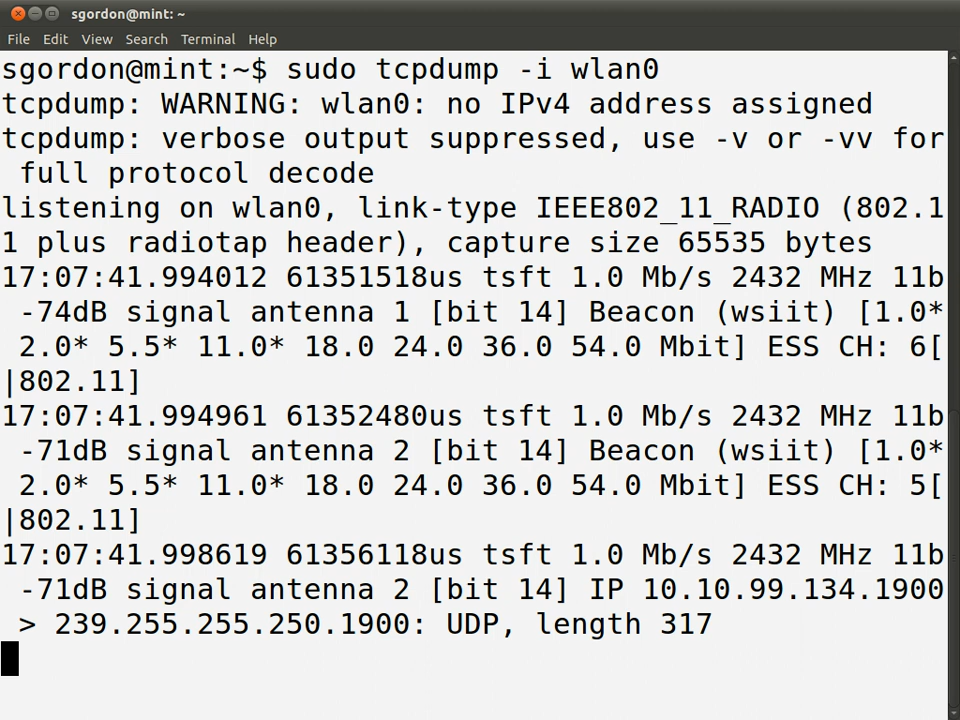 sgordon@mint: ~
File Edit View Search Terminal Help
sgordon@mint:~$ sudo tcpdump -i wlan0
tcpdump: WARNING: wlan0: no IPv4 address assigned
tcpdump: verbose output suppressed, use -v or -vv for
 full protocol decode
listening on wlan0, link-type IEEE802_11_RADIO (802.1
1 plus radiotap header), capture size 65535 bytes
17:07:41.994012 61351518us tsft 1.0 Mb/s 2432 MHz 11b
 -74dB signal antenna 1 [bit 14] Beacon (wsiit) [1.0*
 2.0* 5.5* 11.0* 18.0 24.0 36.0 54.0 Mbit] ESS CH: 6[
|802.11]
17:07:41.994961 61352480us tsft 1.0 Mb/s 2432 MHz 11b
 -71dB signal antenna 2 [bit 14] Beacon (wsiit) [1.0*
 2.0* 5.5* 11.0* 18.0 24.0 36.0 54.0 Mbit] ESS CH: 5[
|802.11]
17:07:41.998619 61356118us tsft 1.0 Mb/s 2432 MHz 11b
 -71dB signal antenna 2 [bit 14] IP 10.10.99.134.1900
 > 239.255.255.250.1900: UDP, length 317